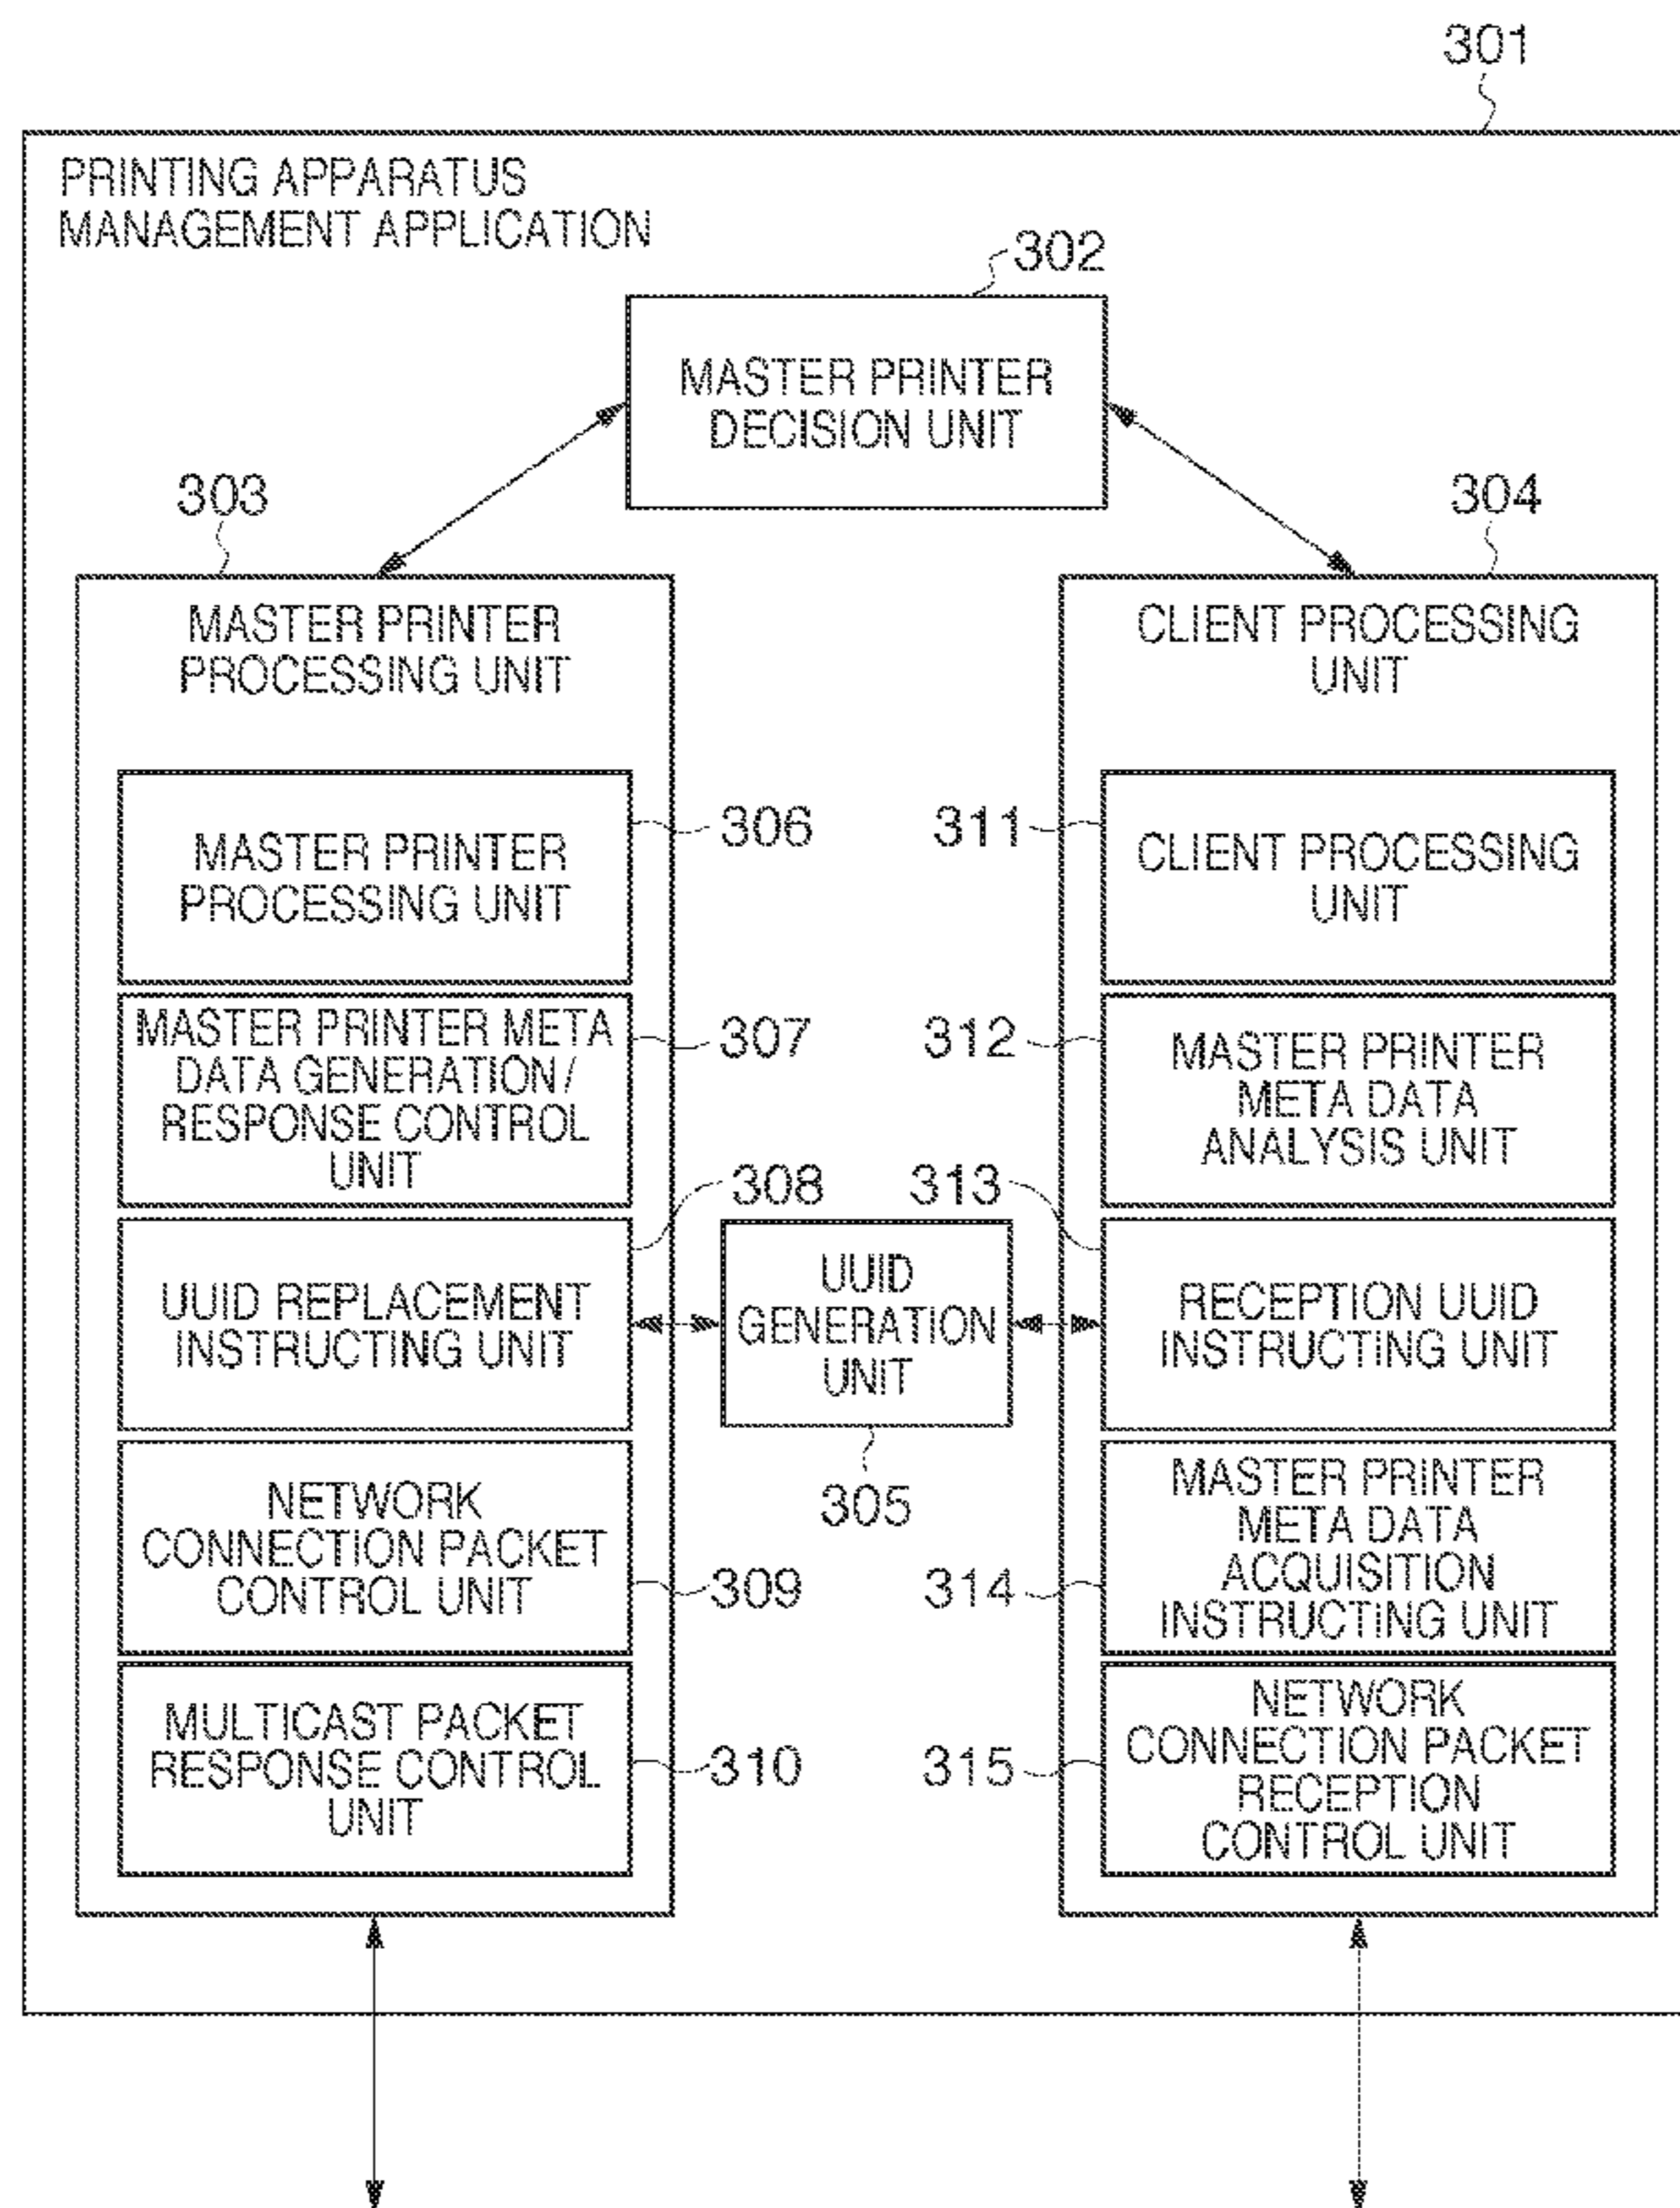 301
PRINTING APPARATUS
MANAGEMENT APPLICATION
302
MASTER PRINTER
DECISION UNIT
303
304
MASTER PRINTER
PROCESSING UNIT
CLIENT PROCESSING
UNIT
306
MASTER PRINTER
PROCESSING UNIT
311
CLIENT PROCESSING
UNIT
307
MASTER PRINTER META
DATA GENERATION/
RESPONSE CONTROL
UNIT
312
MASTER PRINTER
META DATA
ANALYSIS UNIT
308
UUID REPLACEMENT
INSTRUCTING UNIT
UUID
GENERATION
UNIT
305
313
RECEPTION UUID
INSTRUCTING UNIT
309
NETWORK
CONNECTION PACKET
CONTROL UNIT
314
MASTER PRINTER
META DATA
ACQUISITION
INSTRUCTING UNIT
310
MULTICAST PACKET
RESPONSE CONTROL
UNIT
315
NETWORK
CONNECTION PACKET
RECEPTION
CONTROL UNIT